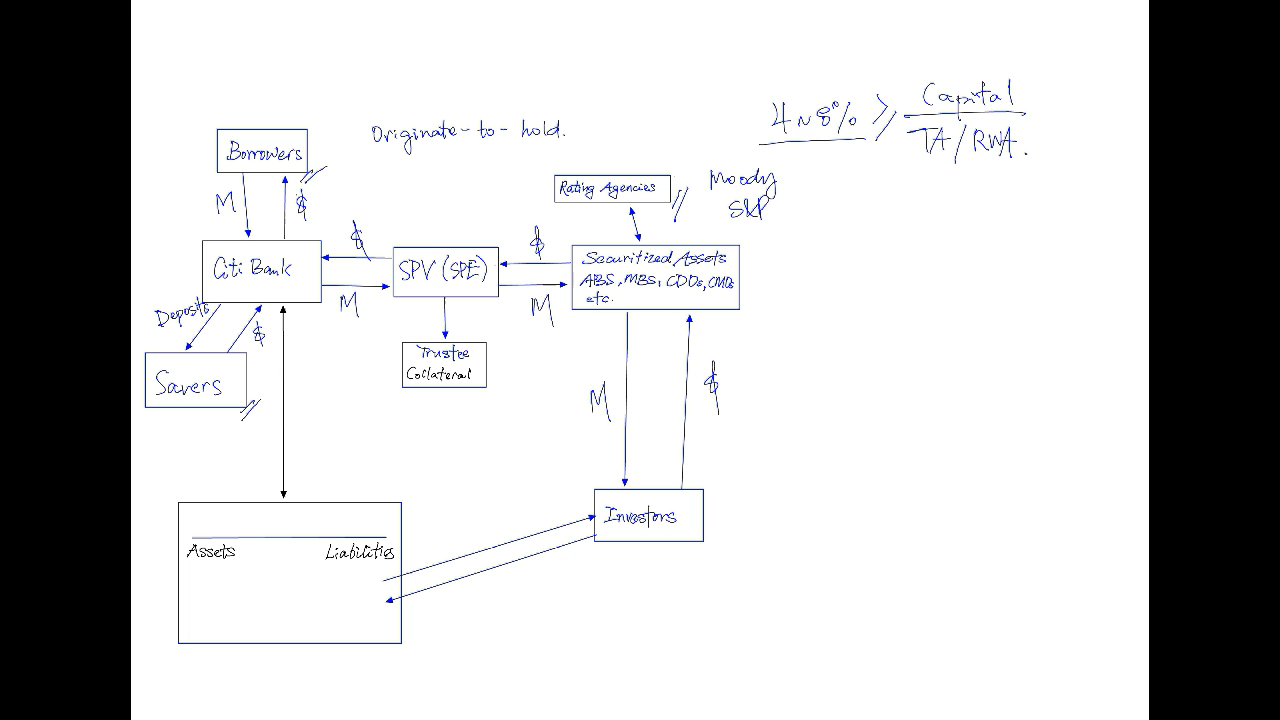 Originate-to-hold.
4~8% ≥ Capital
TA/RWA.
Borrowers
M
$
Rating Agencies
Moody
S&P
Citi Bank
$
M
SPV (SPE)
$
M
Securitized Assets
ABS, MBS, CDOs, CMOs
etc.
Deposits
$
Savers
Trustee
Collateral
M
$
Investors
Assets
Liabilities